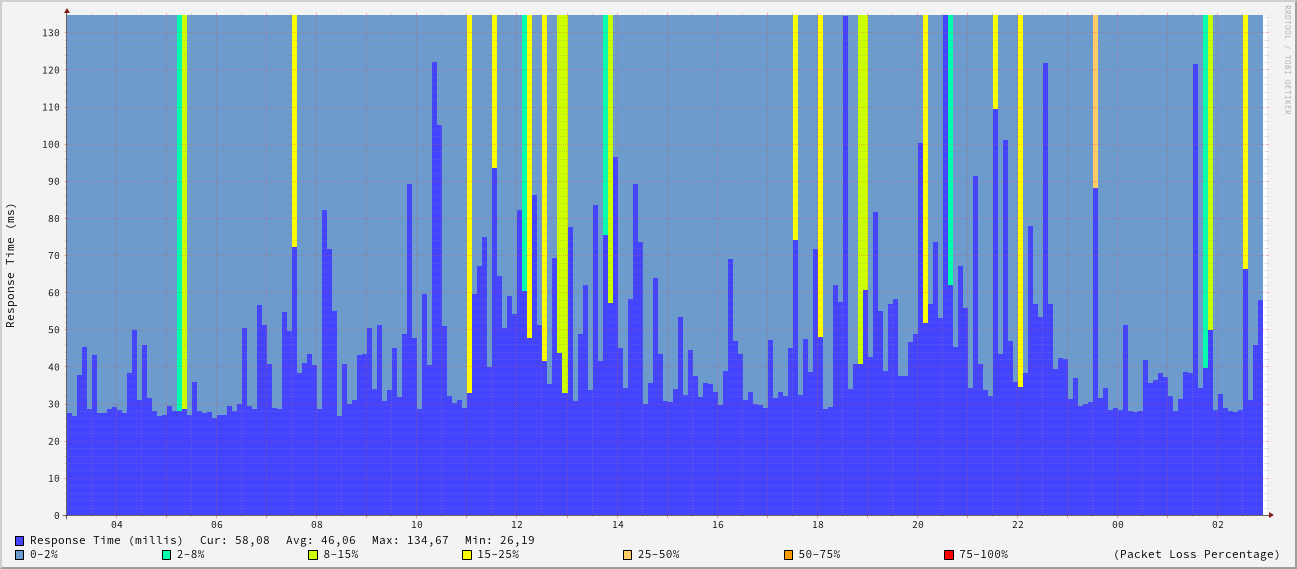 RRDTOOL / TOBI OETIKER
Response Time (ms)
130
120
110
100
90
80
70
60
50
40
30
20
10
0
04 06 08 10 12 14 16 18 20 22 00 02
Response Time (millis) Cur: 58,08 Avg: 46,06 Max: 134,67 Min: 26,19
0-2% 2-8% 8-15% 15-25% 25-50% 50-75% 75-100% (Packet Loss Percentage)